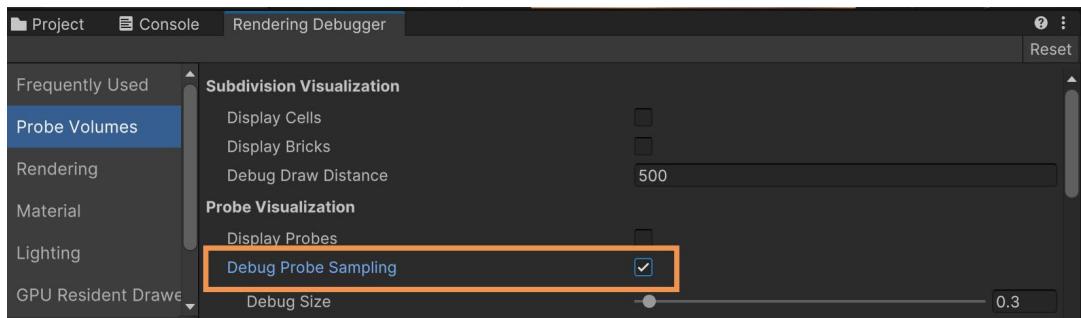 Project Console Rendering Debugger
Reset
Frequently Used
Probe Volumes
Rendering
Material
Lighting
GPU Resident Drawe
Subdivision Visualization
Display Cells
Display Bricks
Debug Draw Distance 500
Probe Visualization
Display Probes
Debug Probe Sampling
Debug Size 0.3